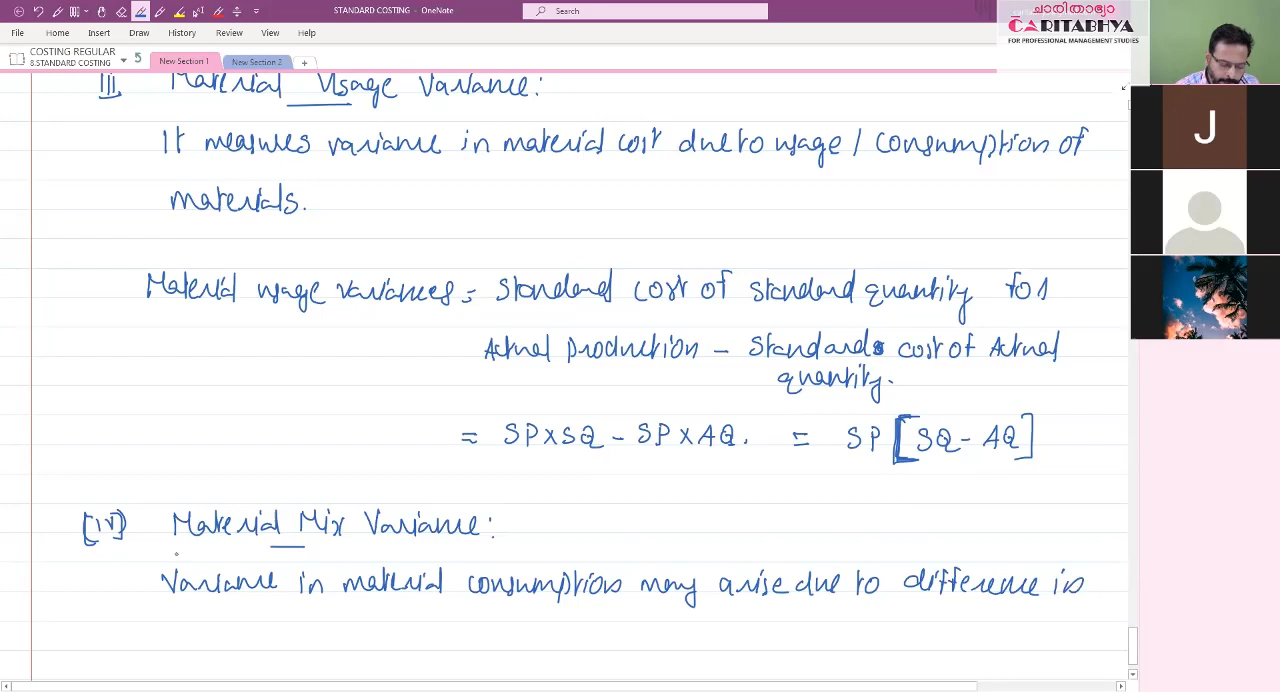 STANDARD COSTING - OneNote
Search
File Home Insert Draw History Review View Help
COSTING REGULAR
8.STANDARD COSTING
New Section 1
New Section 2
ചാരിതാഭ്യാ
CARITABHYA
FOR PROFESSIONAL MANAGEMENT STUDIES
J
III Material Usage Variance:
It measures variance in material cost due to usage / consumption of
materials.
Material usage variances = Standard cost of standard quantity for
Actual production - Standards cost of Actual
quantity.
= SP X SQ - SP X AQ. = SP [SQ - AQ]
[IV] Material Mix Variance:
Variance in material consumption may arise due to difference in